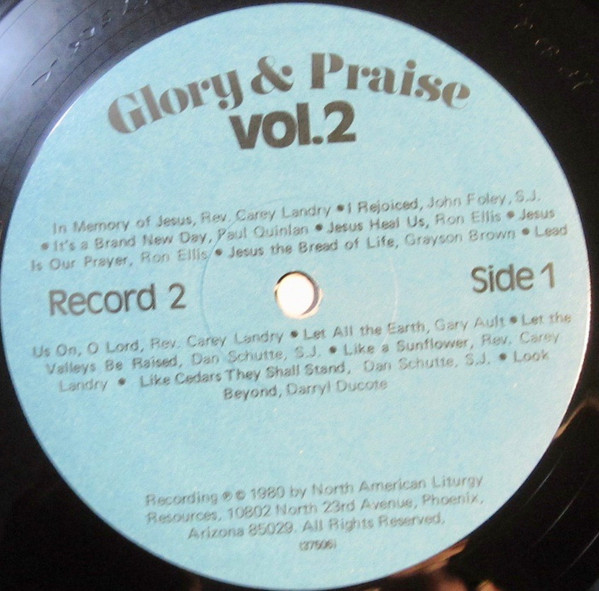 Glory & Praise
vol.2
In Memory of Jesus, Rev. Carey Landry • I Rejoiced, John Foley, S.J.
• It's a Brand New Day, Paul Quinlan • Jesus Heal Us, Ron Ellis • Jesus
Is Our Prayer, Ron Ellis • Jesus the Bread of Life, Grayson Brown • Lead
Record 2
Side 1
Us On, O Lord, Rev. Carey Landry • Let All the Earth, Gary Ault • Let the
Valleys Be Raised, Dan Schutte, S.J. • Like a Sunflower, Rev. Carey
Landry • Like Cedars They Shall Stand, Dan Schutte, S.J. • Look
Beyond, Darryl Ducote
Recording ℗ © 1980 by North American Liturgy
Resources, 10802 North 23rd Avenue, Phoenix,
Arizona 85029. All Rights Reserved.